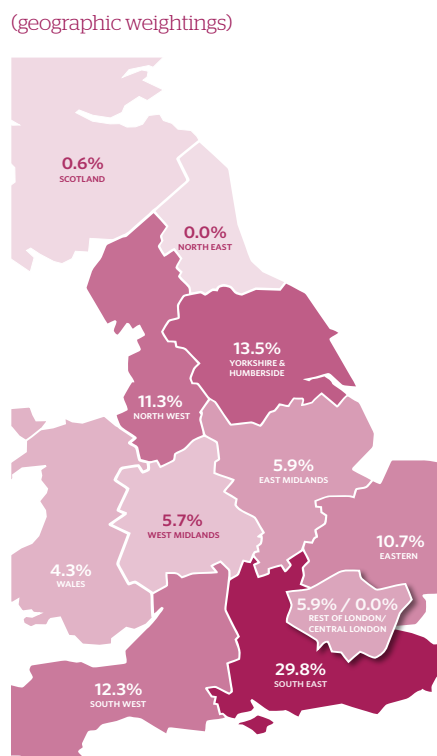 (geographic weightings)
0.6%
SCOTLAND
0.0%
NORTH EAST
13.5%
YORKSHIRE &
HUMBERSIDE
11.3%
NORTH WEST
5.9%
EAST MIDLANDS
5.7%
WEST MIDLANDS
10.7%
EASTERN
4.3%
WALES
5.9% / 0.0%
REST OF LONDON/
CENTRAL LONDON
29.8%
SOUTH EAST
12.3%
SOUTH WEST